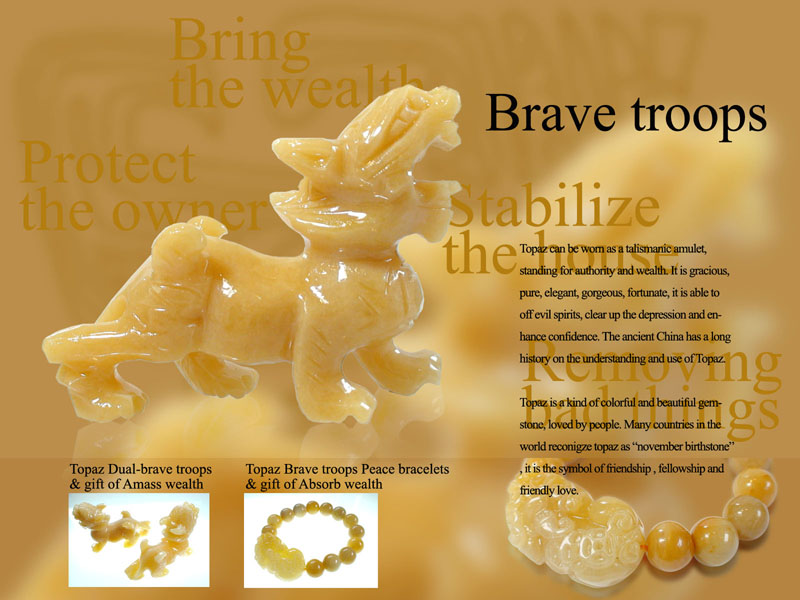 Bring
the wealth
Brave troops
Protect
the owner
Stabilize
the house
Topaz can be worn as a talismanic amulet,
standing for authority and wealth. It is gracious,
pure, elegant, gorgeous, fortunate, it is able to
off evil spirits, clear up the depression and en-
hance confidence. The ancient China has a long
history on the understanding and use of Topaz.
Removing
bad things
Topaz is a kind of colorful and beautiful gem-
stone, loved by people. Many countries in the
world reconigze topaz as “november birthstone”
, it is the symbol of friendship , fellowship and
friendly love.
Topaz Dual-brave troops
& gift of Amass wealth
Topaz Brave troops Peace bracelets
& gift of Absorb wealth